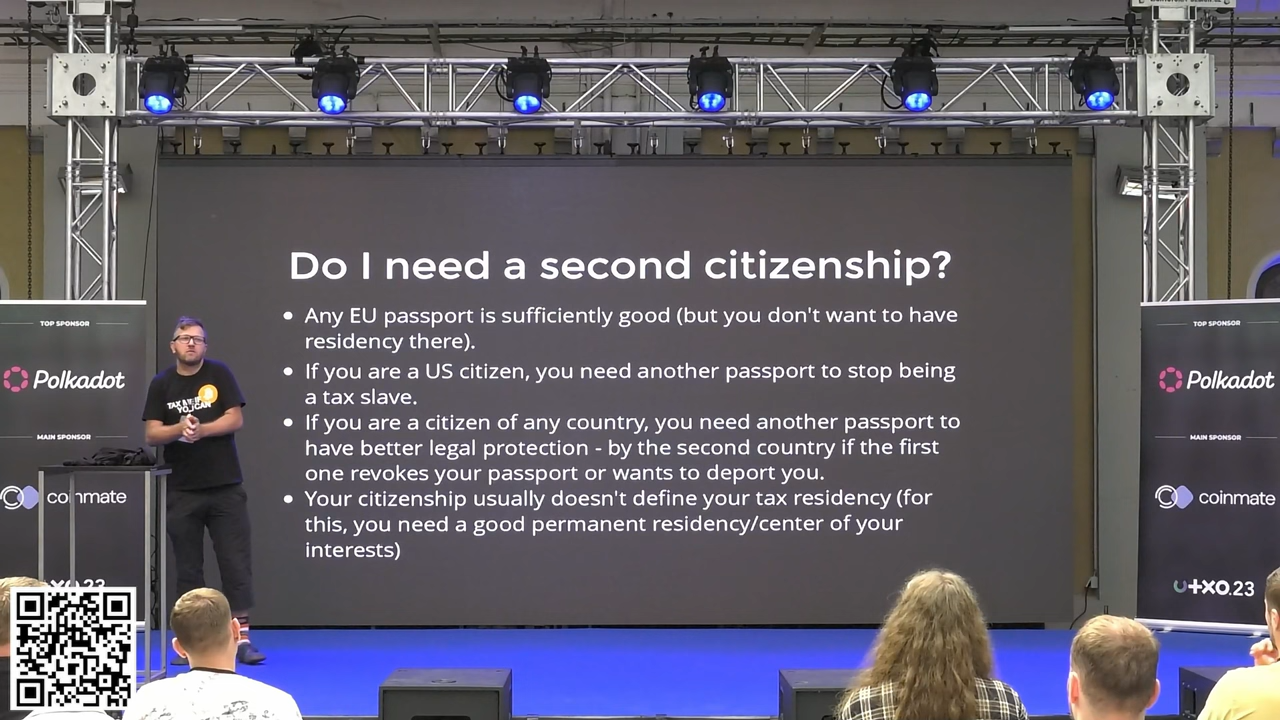 Do I need a second citizenship?
• Any EU passport is sufficiently good (but you don't want to have
residency there).
• If you are a US citizen, you need another passport to stop being
a tax slave.
• If you are a citizen of any country, you need another passport to
have better legal protection - by the second country if the first
one revokes your passport or wants to deport you.
• Your citizenship usually doesn't define your tax residency (for
this, you need a good permanent residency/center of your
interests)
TOP SPONSOR
Polkadot
MAIN SPONSOR
coinmate
xo.23
YOU CAN
TOP SPONSOR
Polkadot
MAIN SPONSOR
coinmate
utxo.23